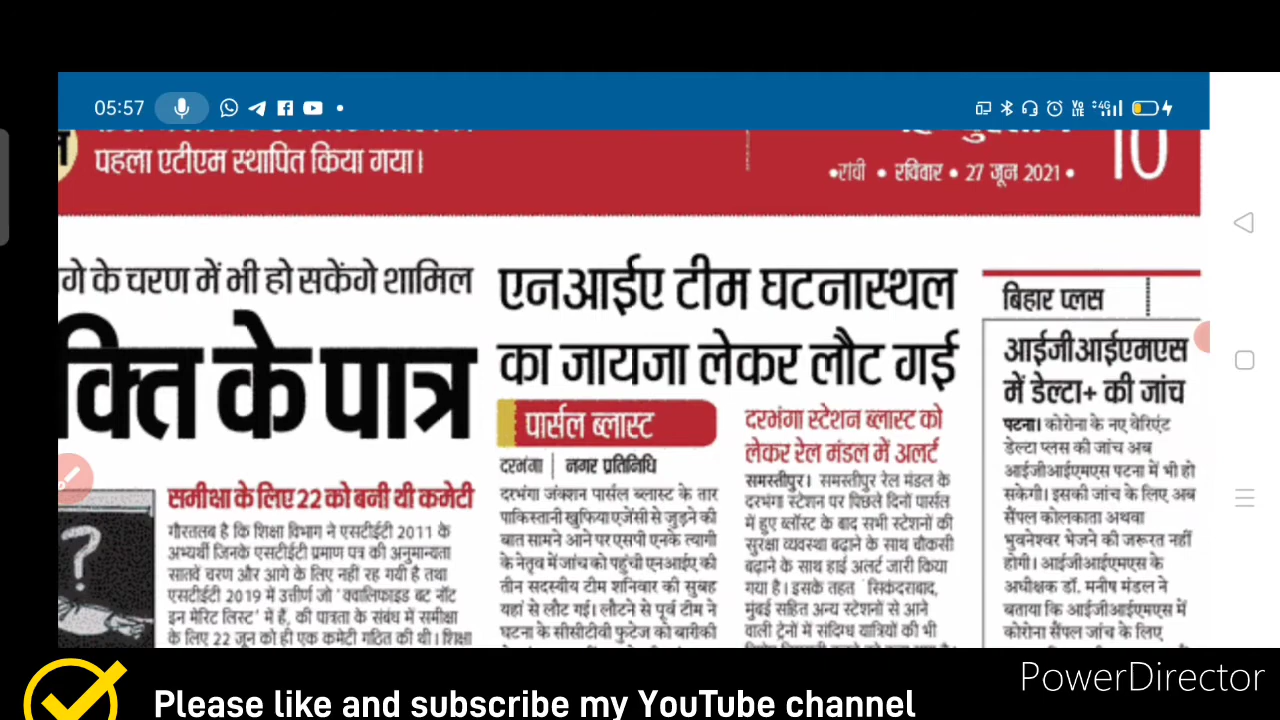 05:57
VO LTE 4G
पहला एटीएम स्थापित किया गया।
•रांची • रविवार • 27 जून 2021 •
10
गे के चरण में भी हो सकेंगे शामिल
क्ति के पात्र
समीक्षा के लिए 22 को बनी थी कमेटी
गौरतलब है कि शिक्षा विभाग ने एसटीईटी 2011 के
अभ्यर्थी जिनके एसटीईटी प्रमाण पत्र की अनुमान्यता
सातवें चरण और आगे के लिए नहीं रह गयी है तथा
एसटीईटी 2019 में उत्तीर्ण जो 'क्वालिफाइड बट नॉट
इन मेरिट लिस्ट' में हैं, की पात्रता के संबंध में समीक्षा
के लिए 22 जून को ही एक कमेटी गठित की थी। शिक्षा
एनआईए टीम घटनास्थल
का जायजा लेकर लौट गई
पार्सल ब्लास्ट
दरभंगा | नगर प्रतिनिधि
दरभंगा जंक्शन पार्सल ब्लास्ट के तार
पाकिस्तानी खुफिया एजेंसी से जुड़ने की
बात सामने आने पर एसपी एनके त्यागी
के नेतृव में जांच को पहुंची एनआईए की
तीन सदस्यीय टीम शनिवार की सुबह
यहां से लौट गई। लौटने से पूर्व टीम ने
घटना के सीसीटीवी फुटेज को बारीकी
दरभंगा स्टेशन ब्लास्ट को
लेकर रेल मंडल में अलर्ट
समस्तीपुर। समस्तीपुर रेल मंडल के
दरभंगा स्टेशन पर पिछले दिनों पार्सल
में हुए ब्लॉस्ट के बाद सभी स्टेशनों की
सुरक्षा व्यवस्था बढ़ाने के साथ चौकसी
बढ़ाने के साथ हाई अलर्ट जारी किया
गया है। इसके तहत सिकंदराबाद,
मुंबई सहित अन्य स्टेशनों से आने
वाली ट्रेनों में संदिग्ध यात्रियों की भी
बिहार प्लस
आईजीआईएमएस
में डेल्टा+ की जांच
पटना। कोरोना के नए वेरिएंट
डेल्टा प्लस की जांच अब
आईजीआईएमएस पटना में भी हो
सकेगी। इसकी जांच के लिए अब
सैंपल कोलकाता अथवा
भुवनेश्वर भेजने की जरूरत नहीं
होगी। आईजीआईएमएस के
अधीक्षक डॉ. मनीष मंडल ने
बताया कि आईजीआईएमएस में
कोरोना सैंपल जांच के लिए
PowerDirector
Please like and subscribe my YouTube channel